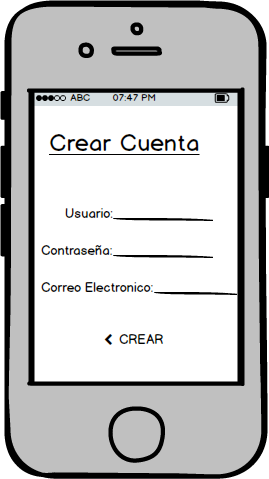 ABC 07:47 PM
Crear Cuenta
Usuario:
Contraseña:
Correo Electronico:
CREAR